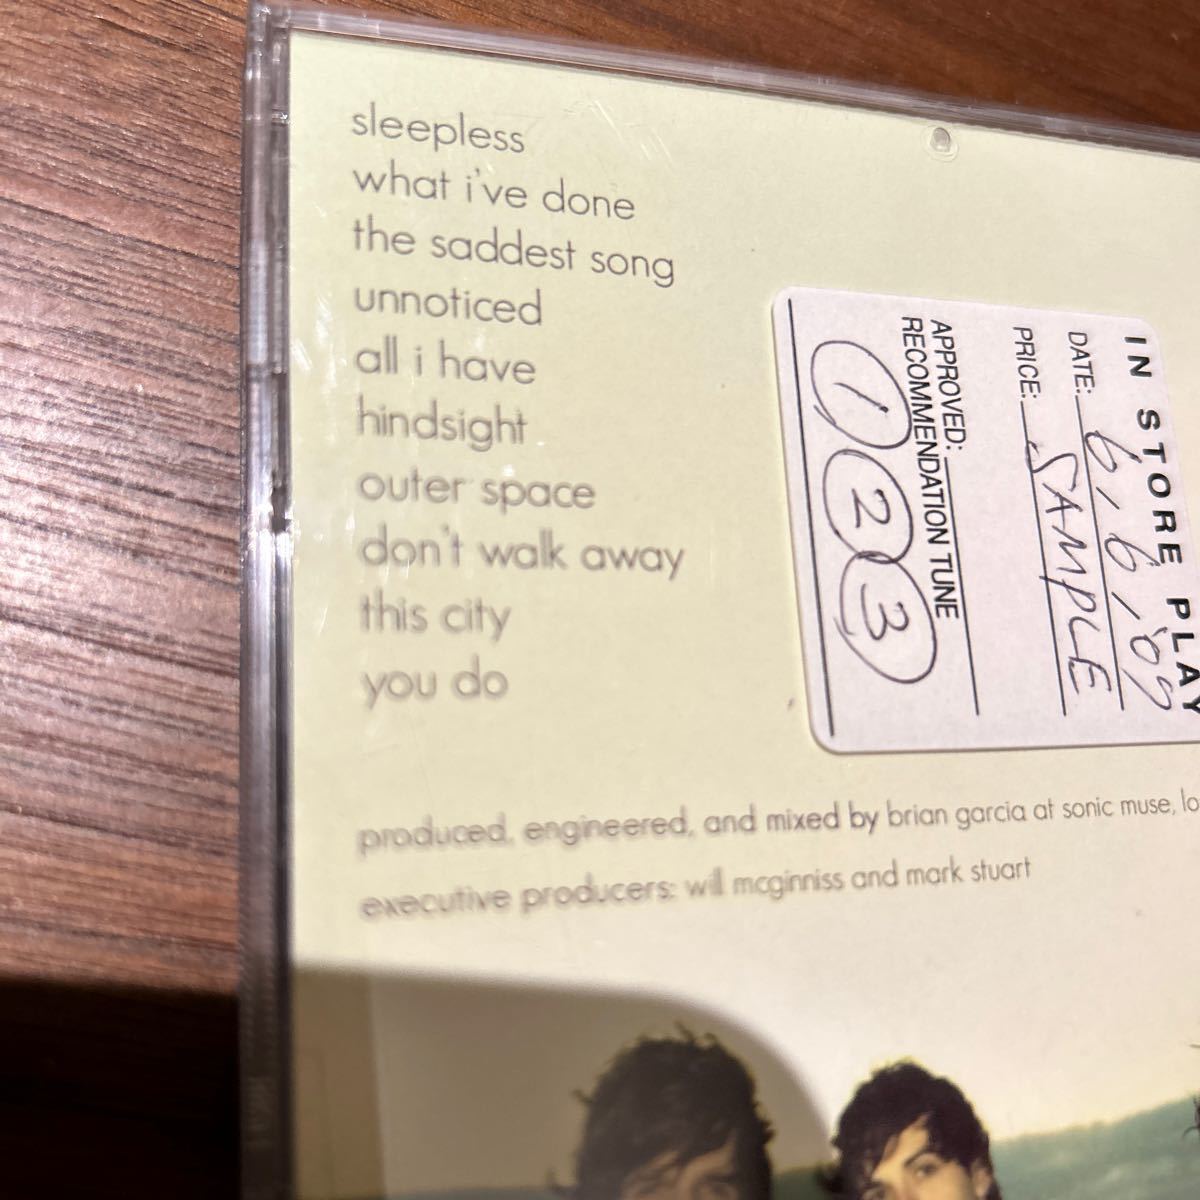 sleepless
what i've done
the saddest song
unnoticed
all i have
hindsight
outer space
don't walk away
this city
you do
IN STORE PLAY
DATE: 6,6,'09
PRICE: SAMPLE
APPROVED:
RECOMMENDATION TUNE
1, 2, 3
produced, engineered, and mixed by brian garcia at sonic muse, lo
executive producers: will mcginniss and mark stuart